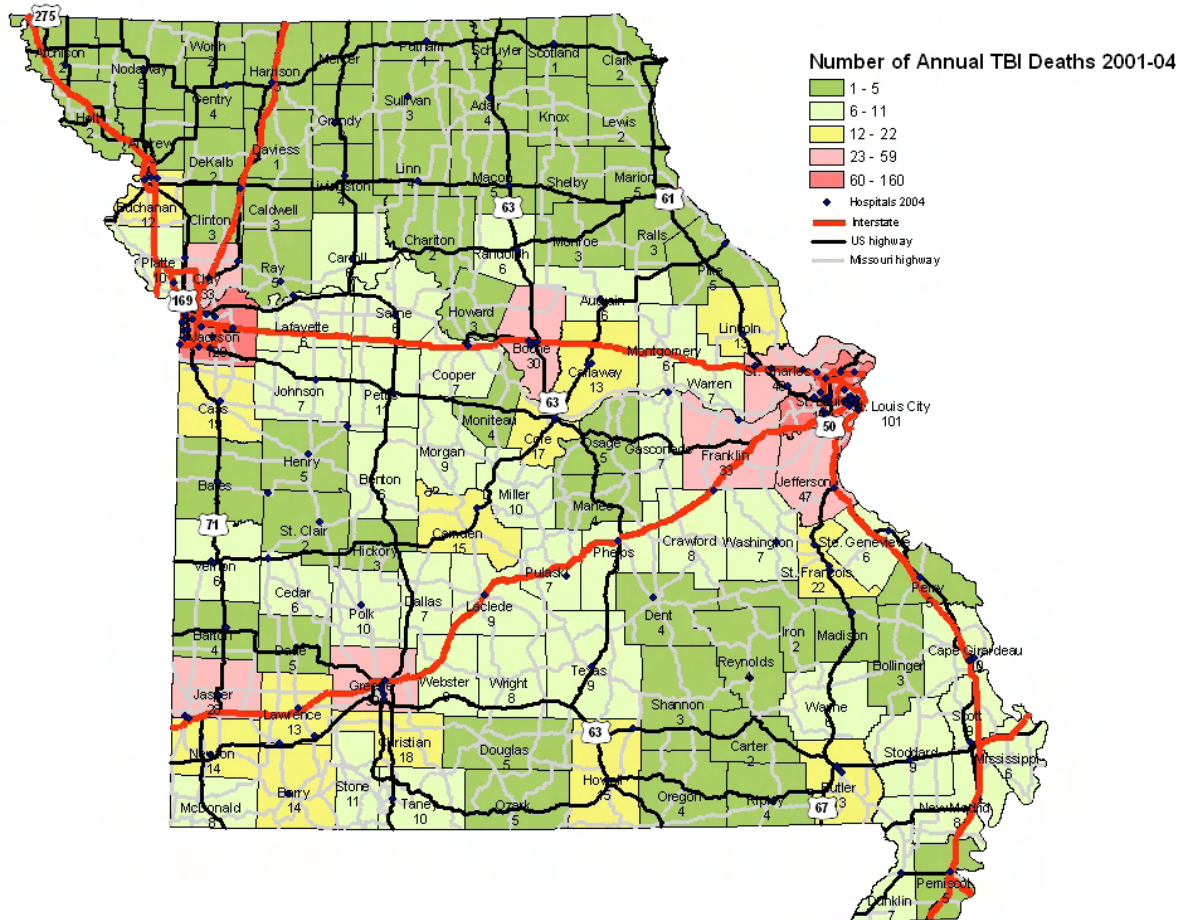 275
Number of Annual TBI Deaths 2001-04
1 - 5
6 - 11
12 - 22
23 - 59
60 - 160
Hospitals 2004
Interstate
US highway
Missouri highway
Worth
2
Nodaway
5
Gentry
4
Harrison
Mercer
Putnam
1
Schuyler
Scotland
1
Clark
2
Holt
2
Andrew
DeKalb
2
Daviess
1
Grundy
Sullivan
3
Adair
4
Knox
1
Lewis
2
Linn
4
Livingston
4
Macon
5
Shelby
Marion
5
Buchanan
12
Clinton
3
Caldwell
3
63
61
Platte
10
Clay
33
Ray
5
Carroll
Chariton
2
Randolph
6
Monroe
3
Ralls
3
Pike
5
169
Jackson
Lafayette
6
Saline
6
Howard
3
Boone
30
Audrain
6
Callaway
13
Montgomery
6
Lincoln
13
Warren
7
St. Charles
St. Louis City
101
50
Cass
19
Johnson
7
Pettis
Cooper
7
Moniteau
4
63
Cole
17
Osage
5
Gasconade
7
Franklin
33
Jefferson
47
Bates
Henry
5
Benton
Morgan
9
Miller
10
Maries
4
71
St. Clair
2
Hickory
3
Camden
15
Phelps
Crawford
8
Washington
7
Ste. Genevieve
6
St. Francois
22
Perry
5
Vernon
6
Cedar
6
Polk
10
Dallas
7
Laclede
9
Pulaski
7
Dent
4
Iron
2
Madison
Cape Girardeau
Bollinger
3
Barton
4
Dade
5
Jasper
Greene
Webster
Wright
8
Texas
9
Reynolds
Shannon
3
Wayne
Scott
Lawrence
13
Christian
18
Douglas
5
63
Howell
Carter
2
Stoddard
9
Mississippi
6
Newton
14
Barry
14
Stone
11
Taney
10
Ozark
5
Oregon
4
Ripley
4
Butler
67
McDonald
8
New Madrid
8
Pemiscot
5
Dunklin
7